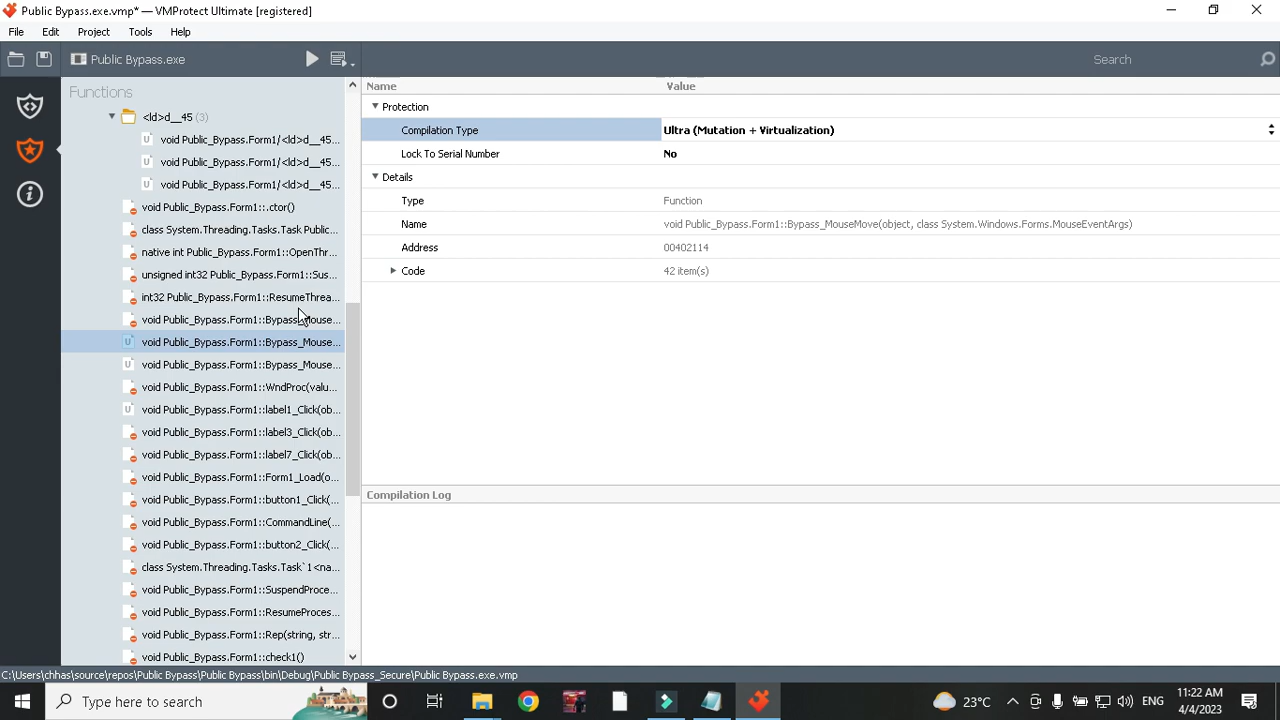 Public Bypass.exe.vmp* — VMProtect Ultimate [registered]
File Edit Project Tools Help
Public Bypass.exe
Search
Functions
<ld>d__45 (3)
void Public_Bypass.Form1/<ld>d__45...
void Public_Bypass.Form1/<ld>d__45...
void Public_Bypass.Form1/<ld>d__45...
void Public_Bypass.Form1::.ctor()
class System.Threading.Tasks.Task Public...
native int Public_Bypass.Form1::OpenThr...
unsigned int32 Public_Bypass.Form1::Sus...
int32 Public_Bypass.Form1::ResumeThrea...
void Public_Bypass.Form1::Bypass_Mouse...
void Public_Bypass.Form1::Bypass_Mouse...
void Public_Bypass.Form1::Bypass_Mouse...
void Public_Bypass.Form1::WndProc(valu...
void Public_Bypass.Form1::label1_Click(ob...
void Public_Bypass.Form1::label3_Click(ob...
void Public_Bypass.Form1::label7_Click(ob...
void Public_Bypass.Form1::Form1_Load(o...
void Public_Bypass.Form1::button1_Click(...
void Public_Bypass.Form1::CommandLine(...
void Public_Bypass.Form1::button2_Click(...
class System.Threading.Tasks.Task`1<na...
void Public_Bypass.Form1::SuspendProce...
void Public_Bypass.Form1::ResumeProces...
void Public_Bypass.Form1::Rep(string, str...
void Public_Bypass.Form1::check1()
Name Value
Protection
Compilation Type Ultra (Mutation + Virtualization)
Lock To Serial Number No
Details
Type Function
Name void Public_Bypass.Form1::Bypass_MouseMove(object, class System.Windows.Forms.MouseEventArgs)
Address 00402114
Code 42 item(s)
Compilation Log
C:\Users\chhas\source\repos\Public Bypass\Public Bypass\bin\Debug\Public Bypass_Secure\Public Bypass.exe.vmp
Type here to search
23°C
ENG
11:22 AM
4/4/2023